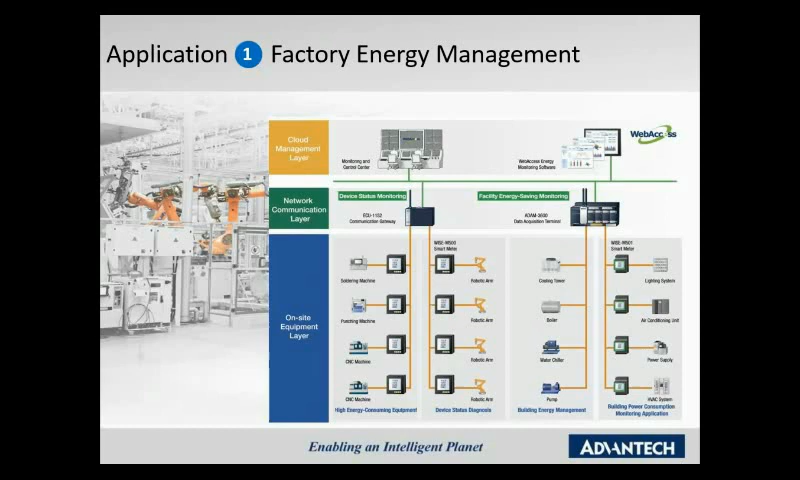 Application 1 Factory Energy Management
Cloud
Management
Layer
Monitoring and
Control Center
WebAccess Energy
Monitoring Software
WebAccess
Network
Communication
Layer
Device Status Monitoring
ECU-1152
Communication Gateway
Facility Energy-Saving Monitoring
ADAM-3600
Data Acquisition Terminal
On-site
Equipment
Layer
WISE-M501
Smart Meter
WISE-M501
Smart Meter
Soldering Machine
Robotic Arm
Cooling Tower
Lighting System
Punching Machine
Robotic Arm
Boiler
Air Conditioning Unit
CNC Machine
Robotic Arm
Water Chiller
Power Supply
CNC Machine
Robotic Arm
Pump
HVAC System
High Energy-Consuming Equipment
Device Status Diagnosis
Building Energy Management
Building Power Consumption
Monitoring Application
Enabling an Intelligent Planet
ADVANTECH